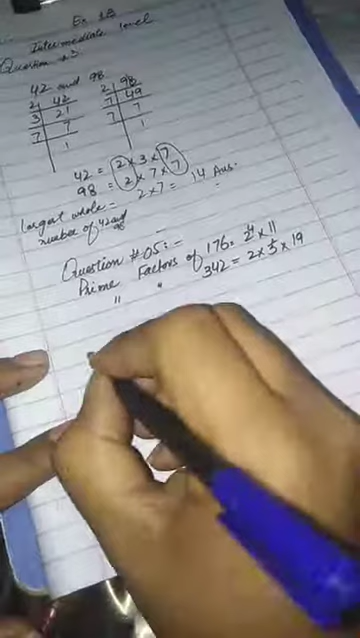 Ex 1B
Intermediate level
Question #3
42 and 98
2 42 2 98
3 21 7 49
7 7 7 7
1 1
42 = 2 × 3 × 7
98 = 2 × 7 × 7
2 × 7 = 14 Ans.
largest whole =
number of 42 and 98
Question # 05:-
Prime Factors of 176 = 2⁴ × 11
" " 342 = 2 × 3² × 19